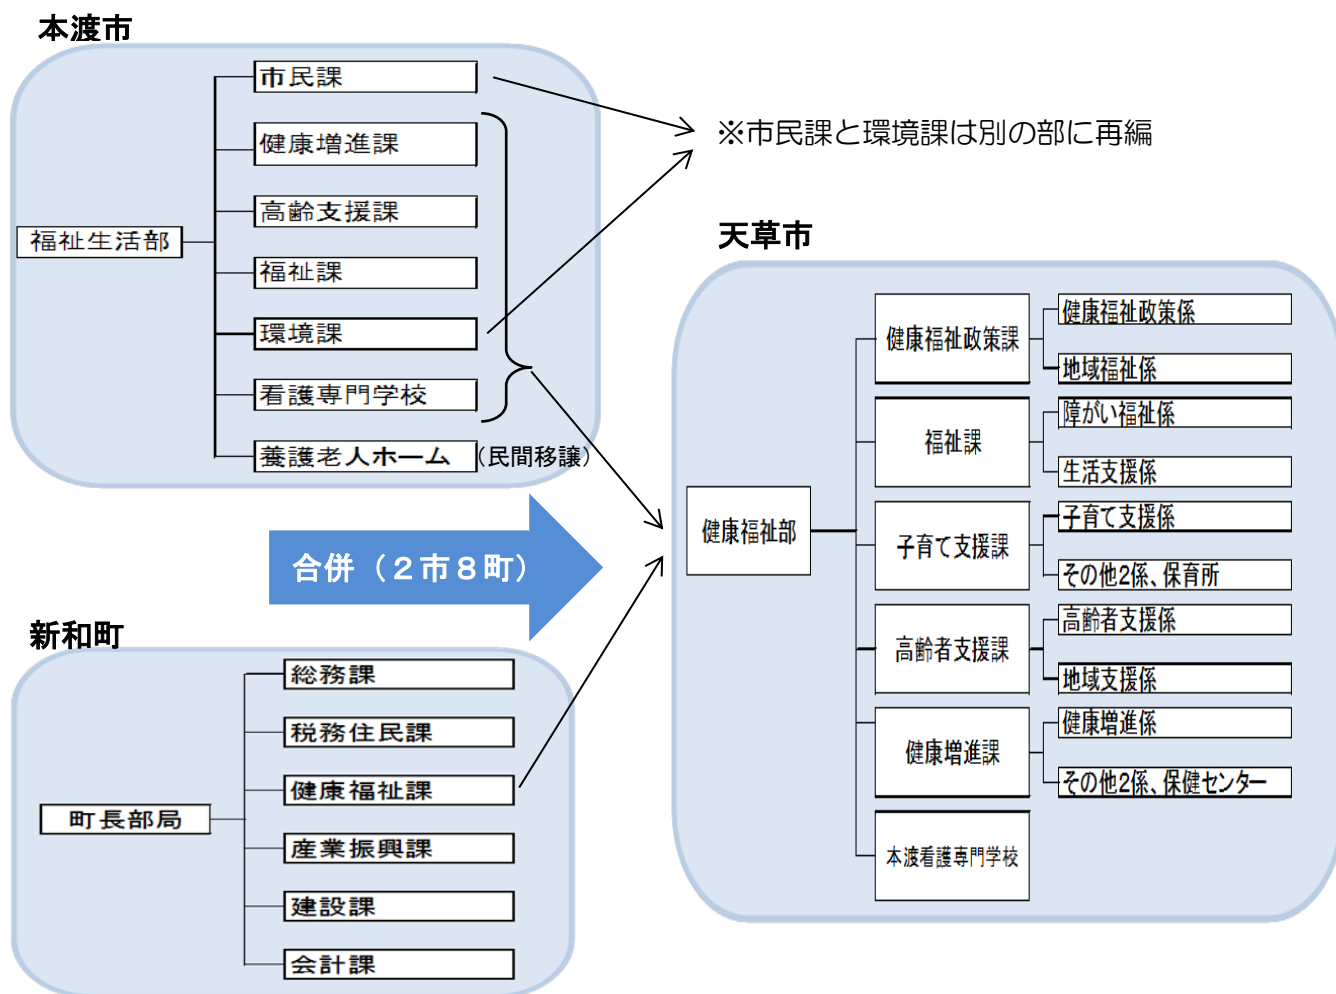 本渡市
福祉生活部
市民課
健康増進課
高齢支援課
福祉課
環境課
看護専門学校
養護老人ホーム
（民間移譲）
※市民課と環境課は別の部に再編
合併（２市８町）
新和町
町長部局
総務課
税務住民課
健康福祉課
産業振興課
建設課
会計課
天草市
健康福祉部
健康福祉政策課
健康福祉政策係
地域福祉係
福祉課
障がい福祉係
生活支援係
子育て支援課
子育て支援係
その他2係、保育所
高齢者支援課
高齢者支援係
地域支援係
健康増進課
健康増進係
その他2係、保健センター
本渡看護専門学校